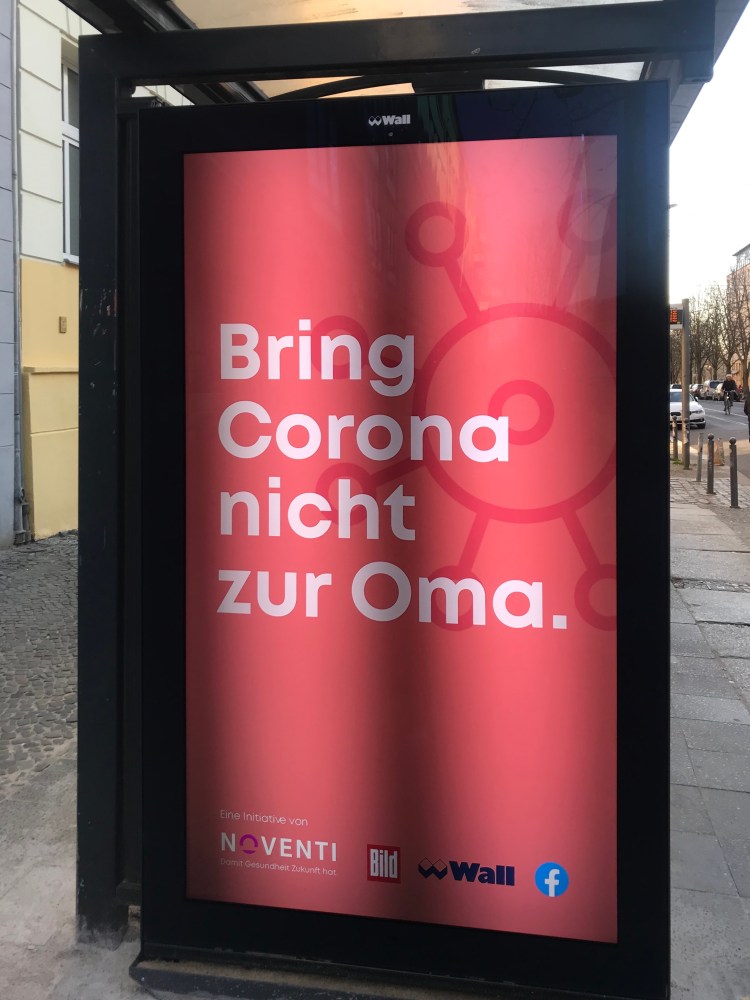 Wall
Bring
Corona
nicht
zur Oma.
Eine Initiative von
NOVENTI
Damit Gesundheit Zukunft hat.
Bild
Wall
f